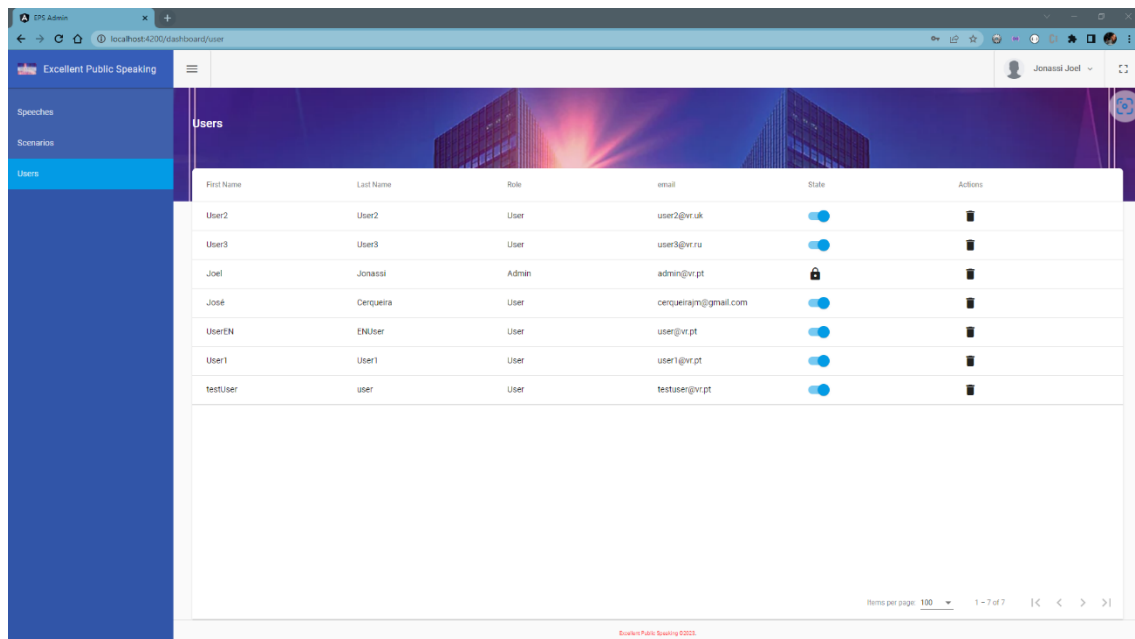 EPS Admin
localhost:4200/dashboard/user
Excellent Public Speaking
Jonassi Joel
Speeches
Scenarios
Users
Users
First Name Last Name Role email State Actions
User2 User2 User user2@vr.uk
User3 User3 User user3@vr.ru
Joel Jonassi Admin admin@vr.pt
José Cerqueira User cerqueirajm@gmail.com
UserEN ENUser User user@vr.pt
User1 User1 User user1@vr.pt
testUser user User testuser@vr.pt
Items per page: 100 1 – 7 of 7
Excellent Public Speaking ©2023.